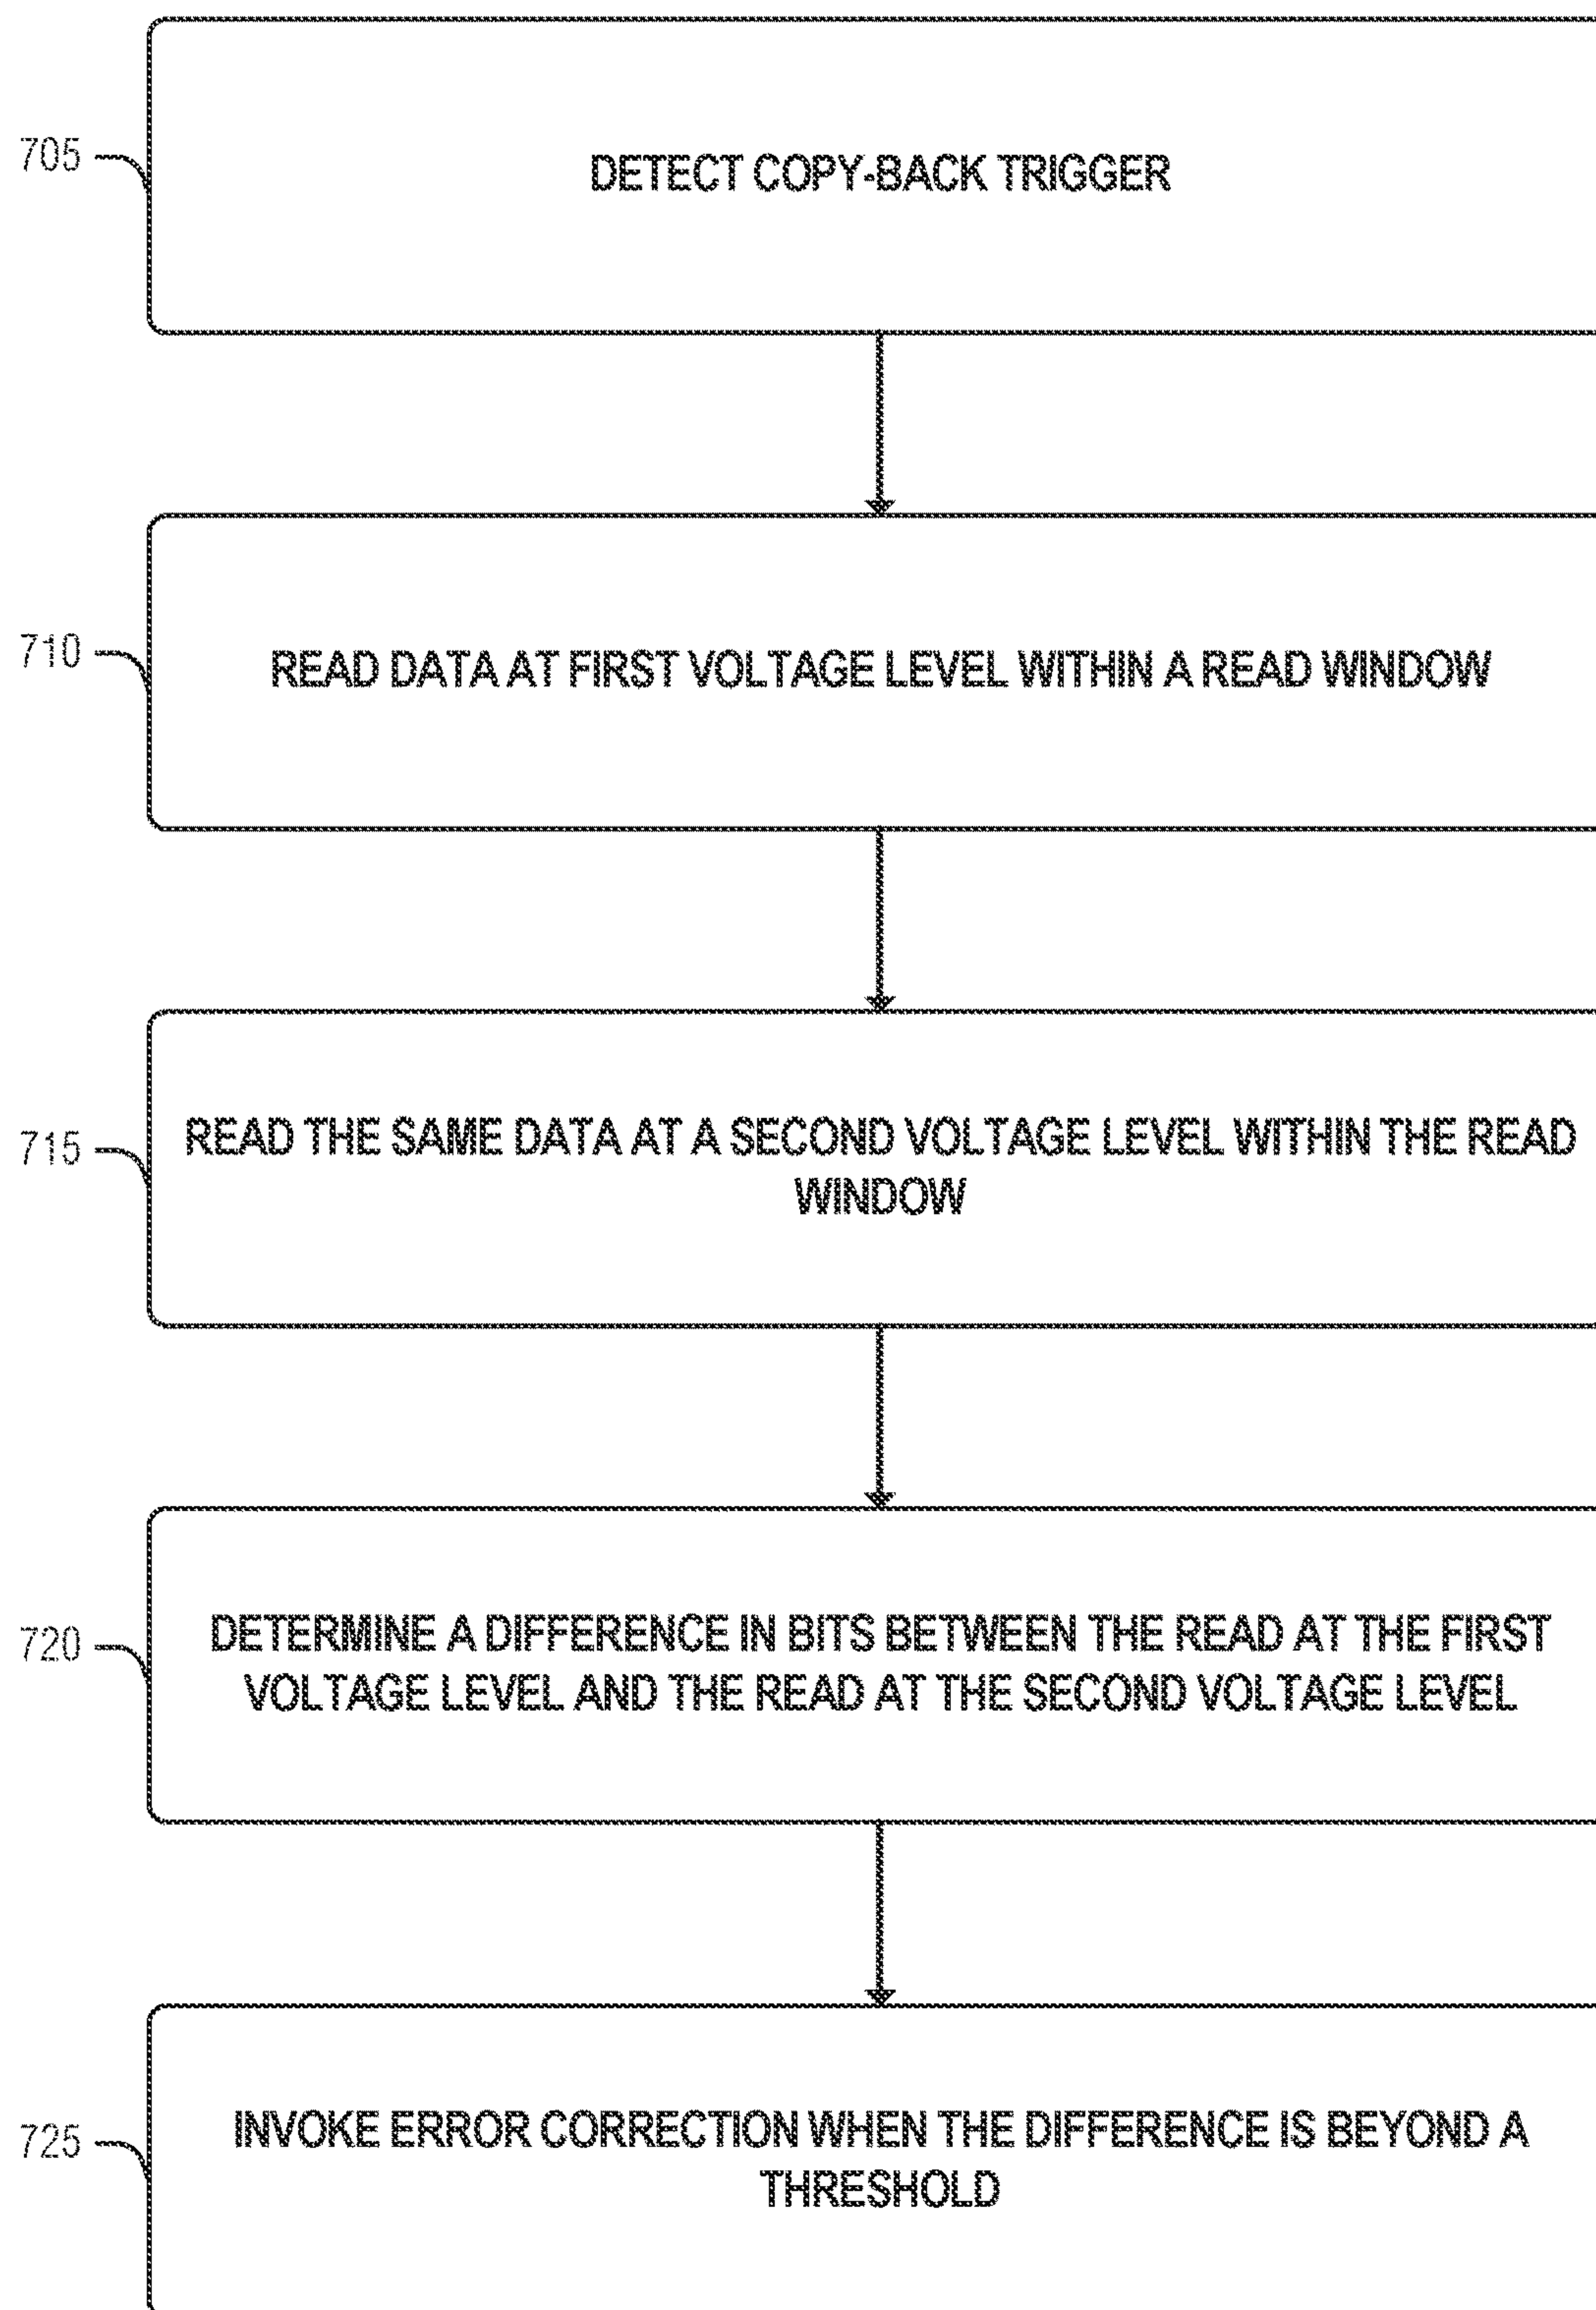 705
DETECT COPY-BACK TRIGGER
710
READ DATA AT FIRST VOLTAGE LEVEL WITHIN A READ WINDOW
715
READ THE SAME DATA AT A SECOND VOLTAGE LEVEL WITHIN THE READ
WINDOW
720
DETERMINE A DIFFERENCE IN BITS BETWEEN THE READ AT THE FIRST
VOLTAGE LEVEL AND THE READ AT THE SECOND VOLTAGE LEVEL
725
INVOKE ERROR CORRECTION WHEN THE DIFFERENCE IS BEYOND A
THRESHOLD